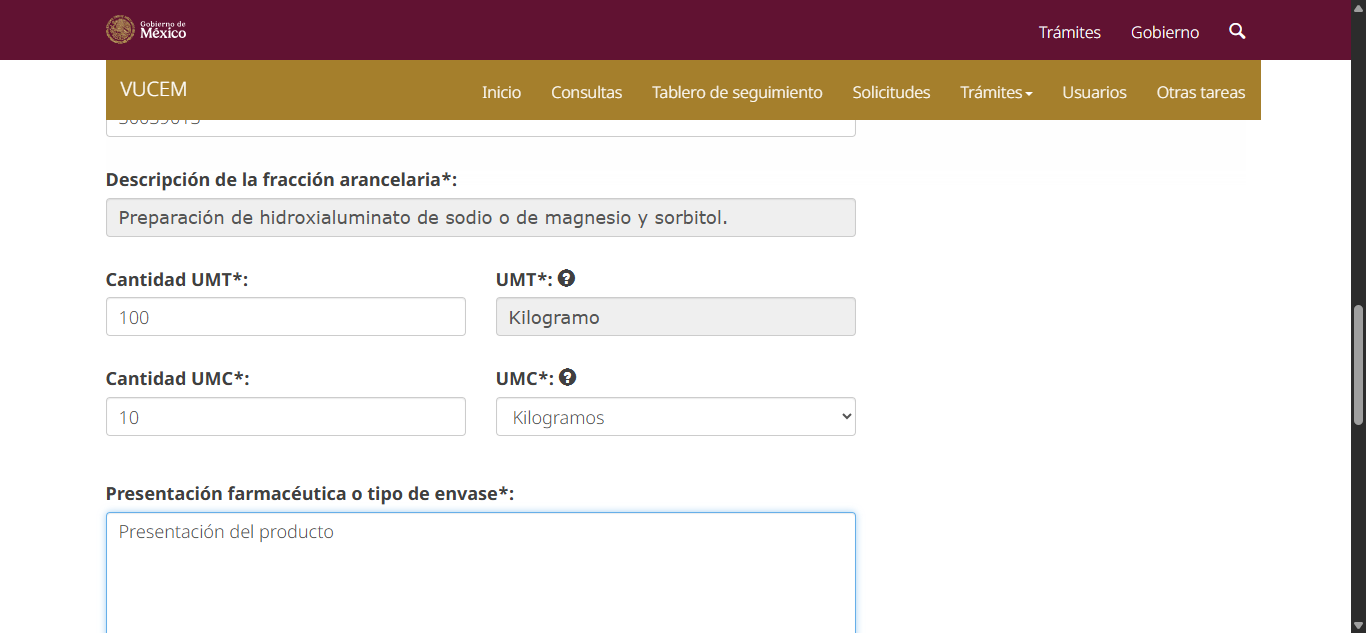 Gobierno de
México
Trámites
Gobierno
VUCEM
Inicio
Consultas
Tablero de seguimiento
Solicitudes
Trámites
Usuarios
Otras tareas
Descripción de la fracción arancelaria*:
Preparación de hidroxialuminato de sodio o de magnesio y sorbitol.
Cantidad UMT*:
UMT*:
100
Kilogramo
Cantidad UMC*:
UMC*:
10
Kilogramos
Presentación farmacéutica o tipo de envase*:
Presentación del producto